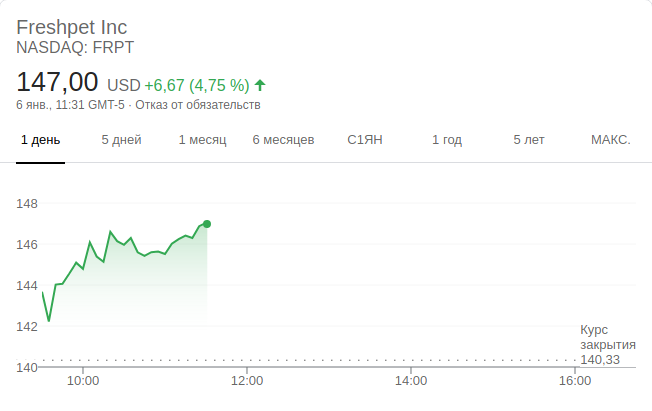 Freshpet Inc
NASDAQ: FRPT
147,00 USD +6,67 (4,75 %)
6 янв., 11:31 GMT-5 · Отказ от обязательств
1 день 5 дней 1 месяц 6 месяцев С1ЯН 1 год 5 лет МАКС.
148
146
144
142
Курс
закрытия
140,33
140
10:00 12:00 14:00 16:00